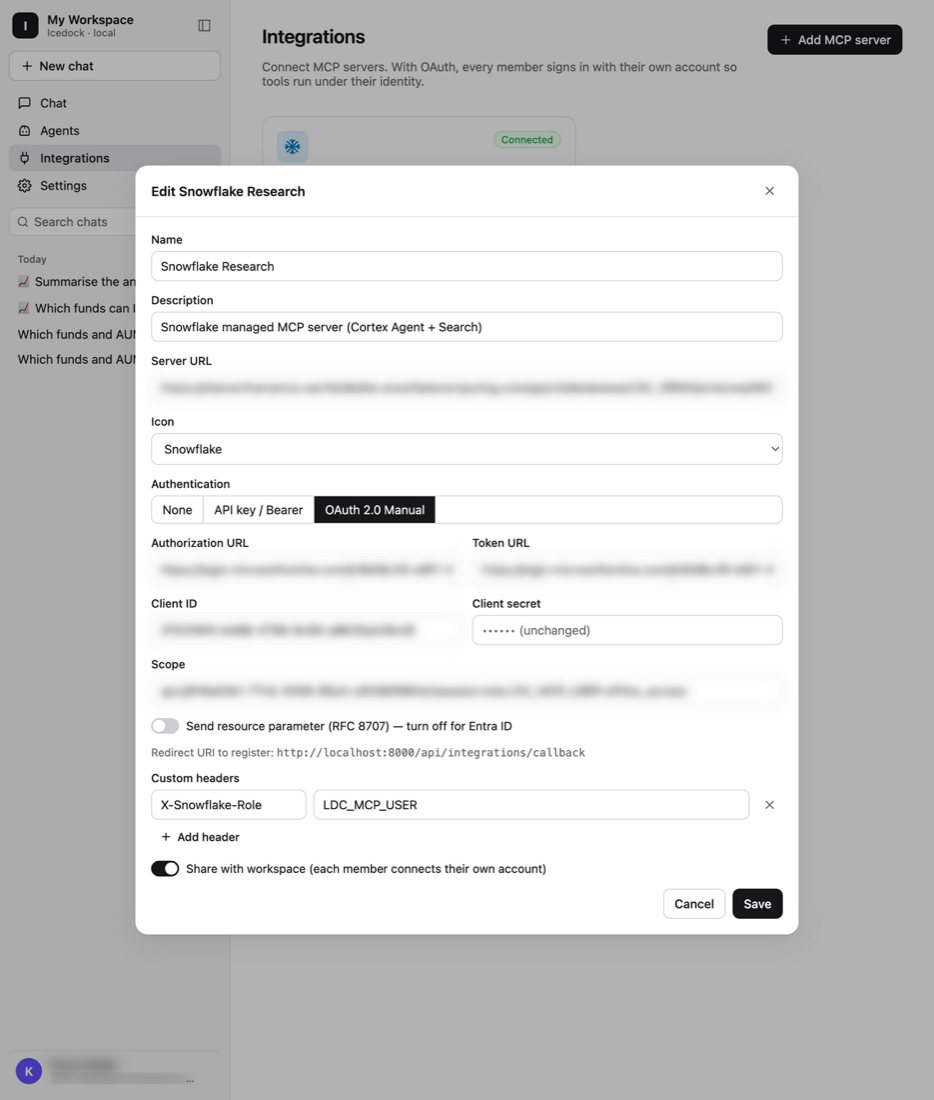 I
My Workspace
Icedock · local
+ New chat
Chat
Agents
Integrations
Settings
Search chats
Today
Summarise the an
Which funds can I
Which funds and AUM
Which funds and AUM
K
Integrations
+ Add MCP server
Connect MCP servers. With OAuth, every member signs in with their own account so
tools run under their identity.
Connected
Edit Snowflake Research
Name
Snowflake Research
Description
Snowflake managed MCP server (Cortex Agent + Search)
Server URL
Icon
Snowflake
Authentication
None API key / Bearer OAuth 2.0 Manual
Authorization URL Token URL
Client ID Client secret
•••••• (unchanged)
Scope
Send resource parameter (RFC 8707) — turn off for Entra ID
Redirect URI to register: http://localhost:8000/api/integrations/callback
Custom headers
X-Snowflake-Role LDC_MCP_USER
+ Add header
Share with workspace (each member connects their own account)
Cancel Save